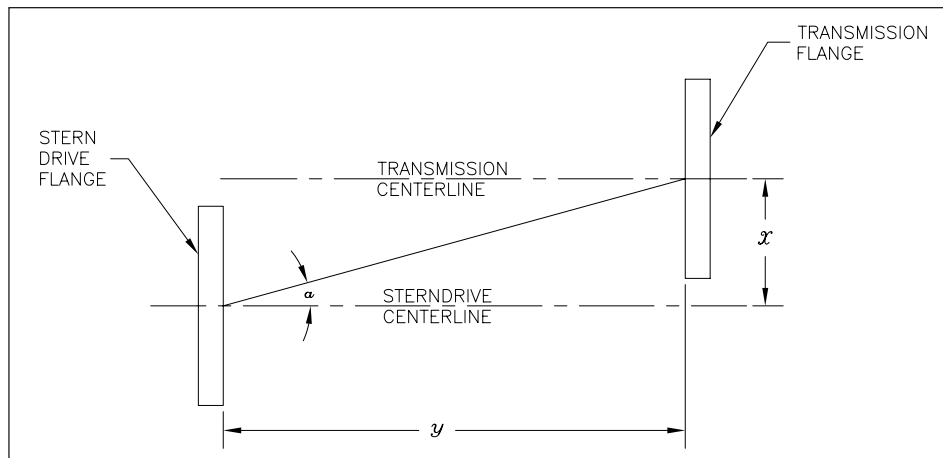 TRANSMISSION
FLANGE
STERN
DRIVE
FLANGE
TRANSMISSION
CENTERLINE
x
a
STERNDRIVE
CENTERLINE
y